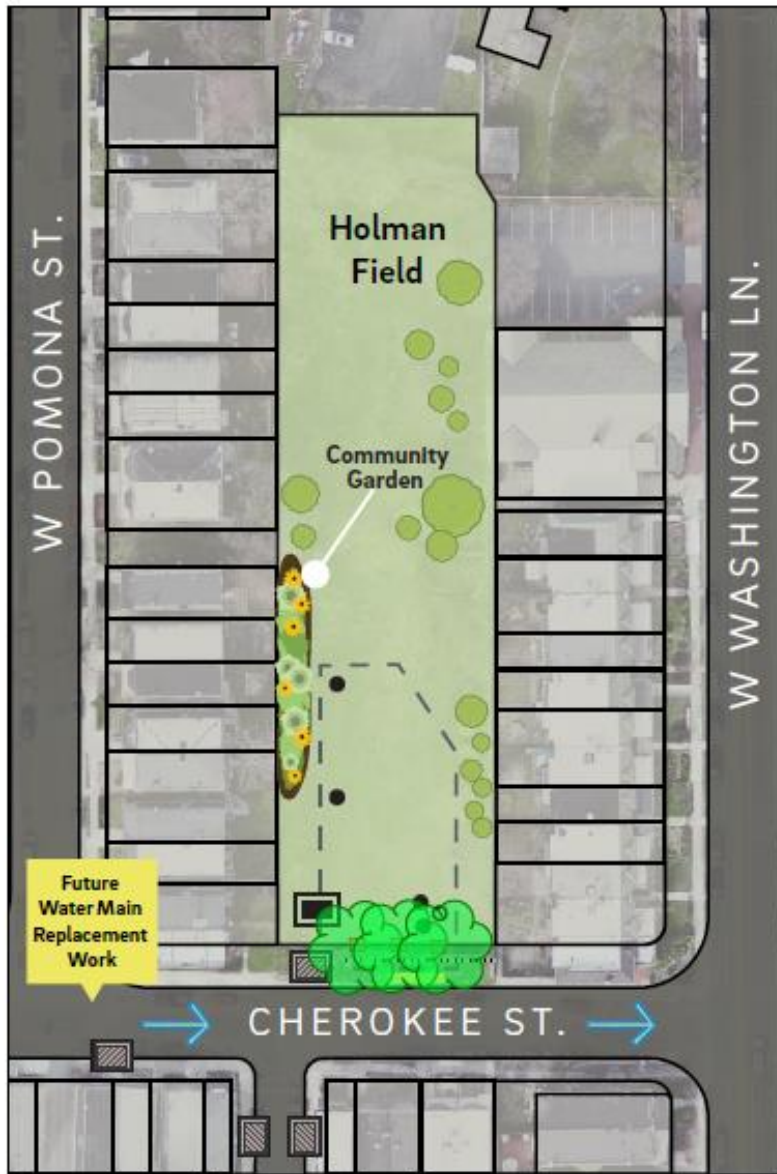 Holman
Field
W POMONA ST.
Community
Garden
W WASHINGTON LN.
Future
Water Main
Replacement
Work
CHEROKEE ST.